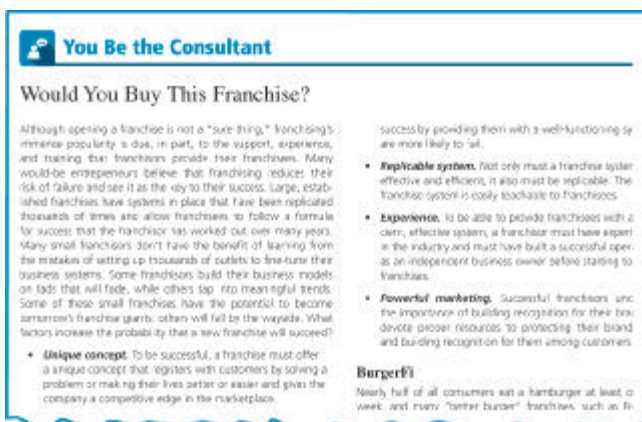 You Be the Consultant
Would You Buy This Franchise?
Although opening a franchise is not a "sure thing," franchising's
immense popularity is due, in part, to the support, experience,
and training that franchisors provide their franchisees. Many
would-be entrepreneurs believe that franchising reduces their
risk of failure and see it as the key to their success. Large, estab-
lished franchises have systems in place that have been replicated
thousands of times and allow franchisees to follow a formula
for success that the franchisor has worked out over many years.
Many small franchisors don't have the benefit of learning from
the mistakes of setting up thousands of outlets to fine-tune their
business systems. Some franchisors build their business models
on fads that will fade, while others tap into meaningful trends.
Some of these small franchises have the potential to become
tomorrow's franchise giants; others will fall by the wayside. What
factors increase the probability that a new franchise will succeed?
• Unique concept. To be successful, a franchise must offer
a unique concept that registers with customers by solving a
problem or making their lives better or easier and gives the
company a competitive edge in the marketplace.
success by providing them with a well-functioning sy
are more likely to fail.
• Replicable system. Not only must a franchise system
effective and efficient, it also must be replicable. The
franchise system is easily teachable to franchisees.
• Experience. To be able to provide franchisees with a
cient, effective system, a franchisor must have experi
in the industry and must have built a successful oper
as an independent business owner before starting to
franchises.
• Powerful marketing. Successful franchisors und
the importance of building recognition for their bran
devote proper resources to protecting their brand
and building recognition for them among customers
BurgerFi
Nearly half of all consumers eat a hamburger at least o
week, and many "better burger" franchises, such as Fi